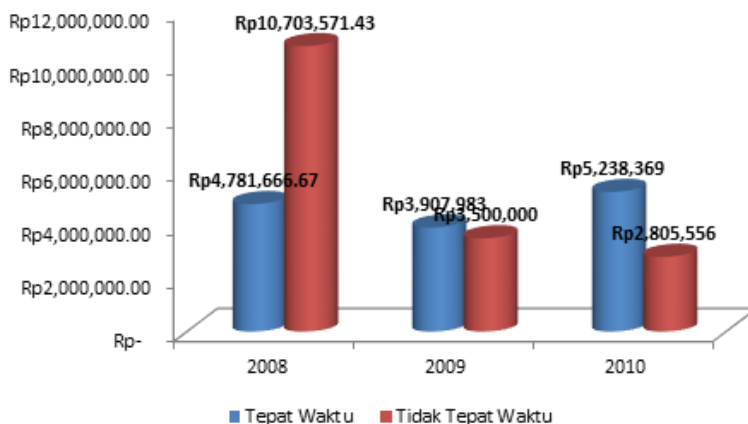 Rp12,000,000.00
Rp10,000,000.00
Rp8,000,000.00
Rp6,000,000.00
Rp4,000,000.00
Rp2,000,000.00
Rp-
Rp10,703,571.43
Rp4,781,666.67
Rp3,907,983
Rp3,500,000
Rp5,238,369
Rp2,805,556
2008 2009 2010
Tepat Waktu Tidak Tepat Waktu